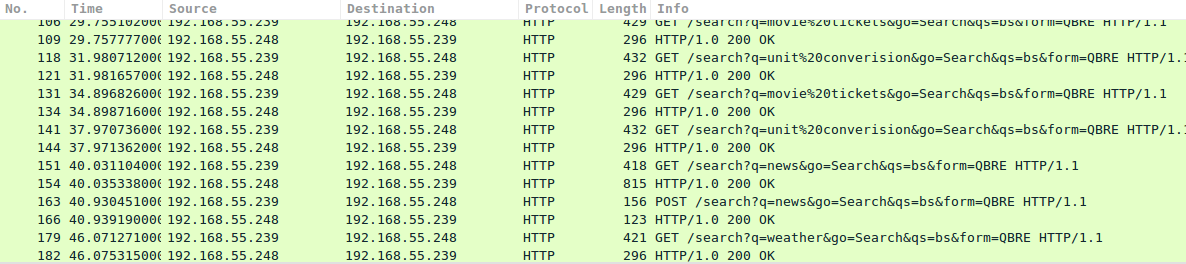 No. Time Source Destination Protocol Length Info
106 29.755102000 192.168.55.239 192.168.55.248 HTTP 429 GET /search?q=movie%20tickets&go=Search&qs=bs&form=QBRE HTTP/1.1
109 29.757777000 192.168.55.248 192.168.55.239 HTTP 296 HTTP/1.0 200 OK
118 31.980712000 192.168.55.239 192.168.55.248 HTTP 432 GET /search?q=unit%20converision&go=Search&qs=bs&form=QBRE HTTP/1.1
121 31.981657000 192.168.55.248 192.168.55.239 HTTP 296 HTTP/1.0 200 OK
131 34.896826000 192.168.55.239 192.168.55.248 HTTP 429 GET /search?q=movie%20tickets&go=Search&qs=bs&form=QBRE HTTP/1.1
134 34.898716000 192.168.55.248 192.168.55.239 HTTP 296 HTTP/1.0 200 OK
141 37.970736000 192.168.55.239 192.168.55.248 HTTP 432 GET /search?q=unit%20converision&go=Search&qs=bs&form=QBRE HTTP/1.1
144 37.971362000 192.168.55.248 192.168.55.239 HTTP 296 HTTP/1.0 200 OK
151 40.031104000 192.168.55.239 192.168.55.248 HTTP 418 GET /search?q=news&go=Search&qs=bs&form=QBRE HTTP/1.1
154 40.035338000 192.168.55.248 192.168.55.239 HTTP 815 HTTP/1.0 200 OK
163 40.930451000 192.168.55.239 192.168.55.248 HTTP 156 POST /search?q=news&go=Search&qs=bs&form=QBRE HTTP/1.1
166 40.939190000 192.168.55.248 192.168.55.239 HTTP 123 HTTP/1.0 200 OK
179 46.071271000 192.168.55.239 192.168.55.248 HTTP 421 GET /search?q=weather&go=Search&qs=bs&form=QBRE HTTP/1.1
182 46.075315000 192.168.55.248 192.168.55.239 HTTP 296 HTTP/1.0 200 OK